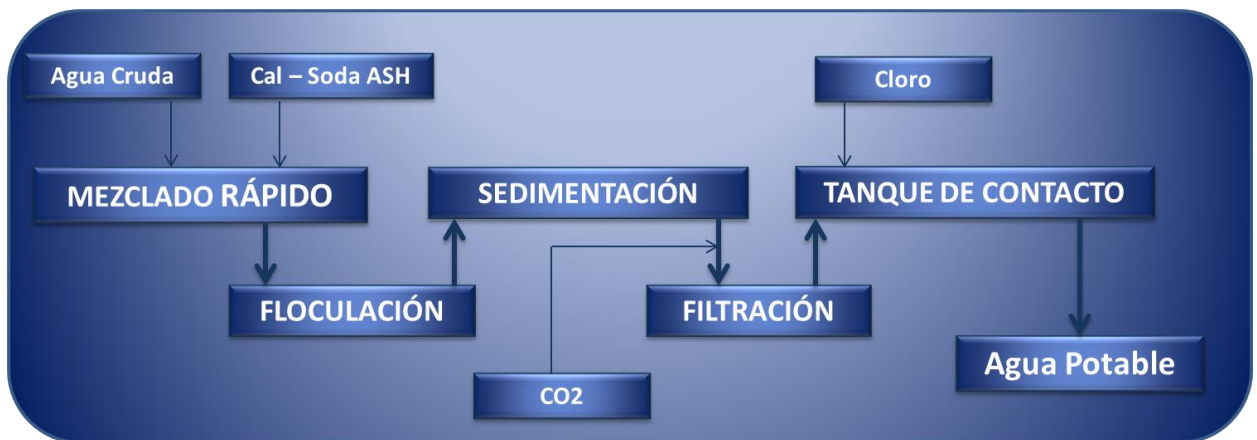 Agua Cruda
Cal – Soda ASH
Cloro
MEZCLADO RÁPIDO
SEDIMENTACIÓN
TANQUE DE CONTACTO
FLOCULACIÓN
FILTRACIÓN
Agua Potable
CO2